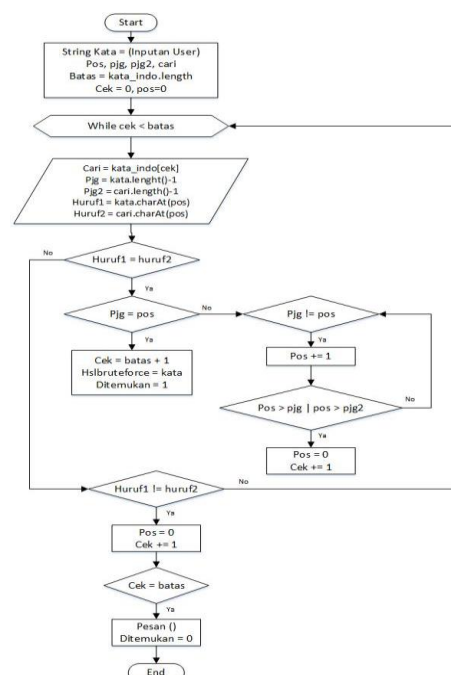 Start
String Kata = (Inputan User)
Pos, pjg, pjg2, cari
Batas = kata_indo.length
Cek = 0, pos=0
While cek < batas
Cari = kata_indo[cek]
Pjg = kata.lenght()-1
Pjg2 = cari.length()-1
Huruf1 = kata.charAt(pos)
Huruf2 = cari.charAt(pos)
No
Huruf1 = huruf2
Ya
Pjg = pos
No
Pjg != pos
Ya
Ya
Cek = batas + 1
Hslbruteforce = kata
Ditemukan = 1
Pos += 1
Pos > pjg | pos > pjg2
No
Ya
Pos = 0
Cek += 1
Huruf1 != huruf2
No
Ya
Pos = 0
Cek += 1
Cek = batas
Ya
Pesan ()
Ditemukan = 0
End